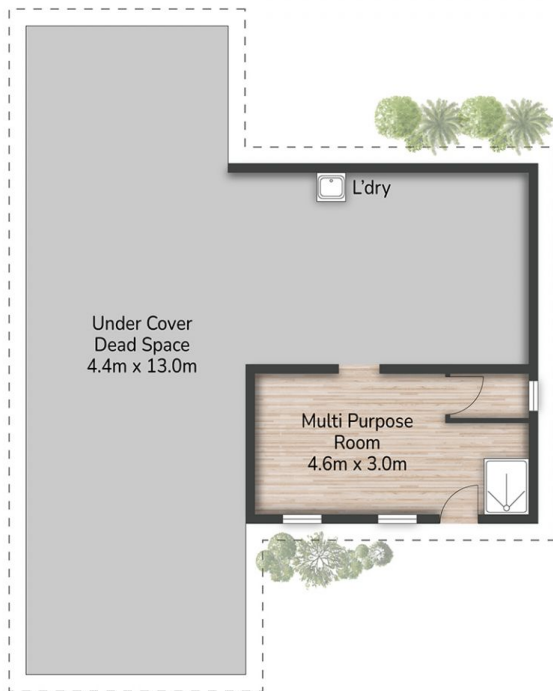 L'dry
Under Cover
Dead Space
4.4m x 13.0m
Multi Purpose
Room
4.6m x 3.0m